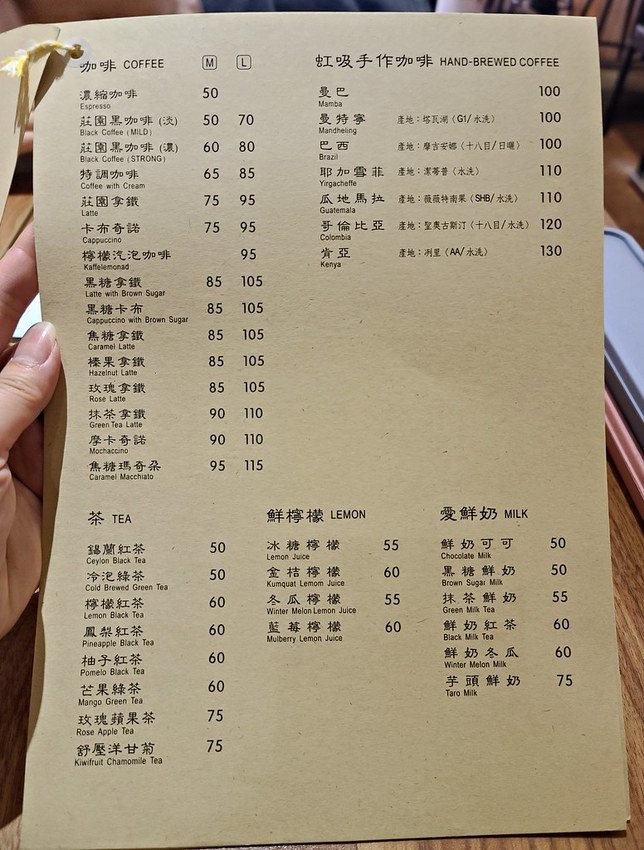 咖啡 COFFEE M L
濃縮咖啡 50
Espresso
莊園黑咖啡 (淡) 50 70
Black Coffee (MILD)
莊園黑咖啡 (濃) 60 80
Black Coffee (STRONG)
特調咖啡 65 85
Coffee with Cream
莊園拿鐵 75 95
Latte
卡布奇諾 75 95
Cappuccino
檸檬汽泡咖啡 95
Kaffelemonad
黑糖拿鐵 85 105
Latte with Brown Sugar
黑糖卡布 85 105
Cappuccino with Brown Sugar
焦糖拿鐵 85 105
Caramel Latte
榛果拿鐵 85 105
Hazelnut Latte
玫瑰拿鐵 85 105
Rose Latte
抹茶拿鐵 90 110
Green Tea Latte
摩卡奇諾 90 110
Mochaccino
焦糖瑪奇朵 95 115
Caramel Macchiato
虹吸手作咖啡 HAND-BREWED COFFEE
曼巴 100
Mamba
曼特寧 產地：塔瓦湖（G1/水洗） 100
Mandheling
巴西 產地：摩吉安娜（十八目/日曬） 100
Brazil
耶加雪菲 產地：潔蒂普（水洗） 110
Yirgacheffe
瓜地馬拉 產地：薇薇特南果（SHB/水洗） 110
Guatemala
哥倫比亞 產地：聖奧古斯汀（十八目/水洗） 120
Colombia
肯亞 產地：冽里（AA/水洗） 130
Kenya
茶 TEA
錫蘭紅茶 50
Ceylon Black Tea
冷泡綠茶 50
Cold Brewed Green Tea
檸檬紅茶 60
Lemon Black Tea
鳳梨紅茶 60
Pineapple Black Tea
柚子紅茶 60
Pomelo Black Tea
芒果綠茶 60
Mango Green Tea
玫瑰蘋果茶 75
Rose Apple Tea
舒壓洋甘菊 75
Kiwifruit Chamomile Tea
鮮檸檬 LEMON
冰糖檸檬 55
Lemon Juice
金桔檸檬 60
Kumquat Lemom Juice
冬瓜檸檬 55
Winter Melon Lemon Juice
藍莓檸檬 60
Mulberry Lemon Juice
愛鮮奶 MILK
鮮奶可可 50
Chocolate Milk
黑糖鮮奶 50
Brown Sugar Milk
抹茶鮮奶 55
Green Milk Tea
鮮奶紅茶 60
Black Milk Tea
鮮奶冬瓜 60
Winter Melon Milk
芋頭鮮奶 75
Taro Milk